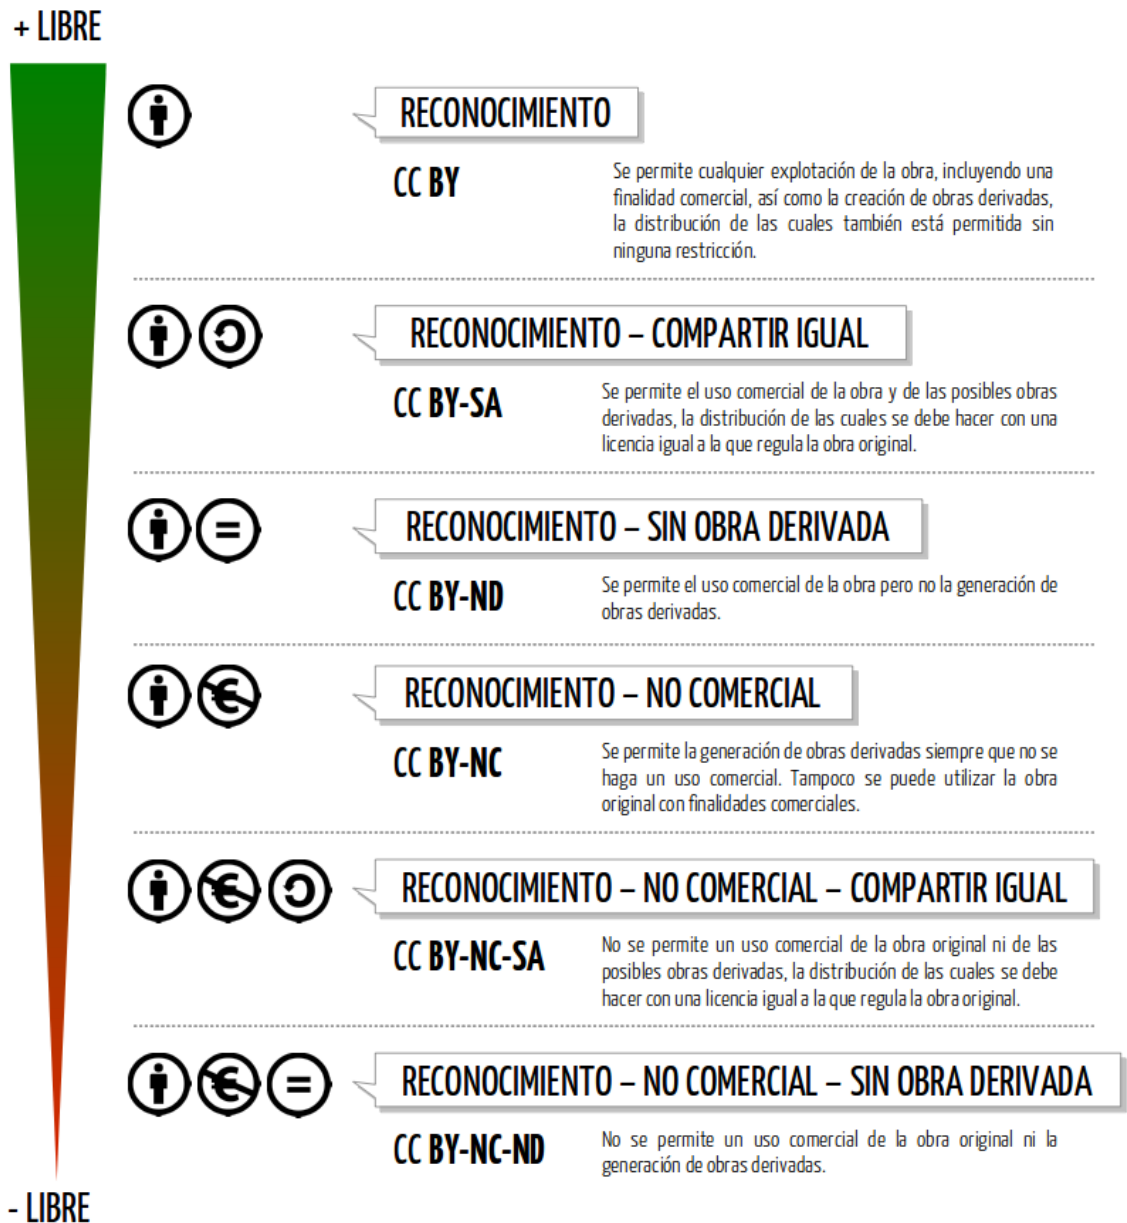 + LIBRE
RECONOCIMIENTO
CC BY
Se permite cualquier explotación de la obra, incluyendo una
finalidad comercial, así como la creación de obras derivadas,
la distribución de las cuales también está permitida sin
ninguna restricción.
RECONOCIMIENTO – COMPARTIR IGUAL
CC BY-SA
Se permite el uso comercial de la obra y de las posibles obras
derivadas, la distribución de las cuales se debe hacer con una
licencia igual a la que regula la obra original.
RECONOCIMIENTO – SIN OBRA DERIVADA
CC BY-ND
Se permite el uso comercial de la obra pero no la generación de
obras derivadas.
RECONOCIMIENTO – NO COMERCIAL
CC BY-NC
Se permite la generación de obras derivadas siempre que no se
haga un uso comercial. Tampoco se puede utilizar la obra
original con finalidades comerciales.
RECONOCIMIENTO – NO COMERCIAL – COMPARTIR IGUAL
CC BY-NC-SA
No se permite un uso comercial de la obra original ni de las
posibles obras derivadas, la distribución de las cuales se debe
hacer con una licencia igual a la que regula la obra original.
RECONOCIMIENTO – NO COMERCIAL – SIN OBRA DERIVADA
CC BY-NC-ND
No se permite un uso comercial de la obra original ni la
generación de obras derivadas.
- LIBRE